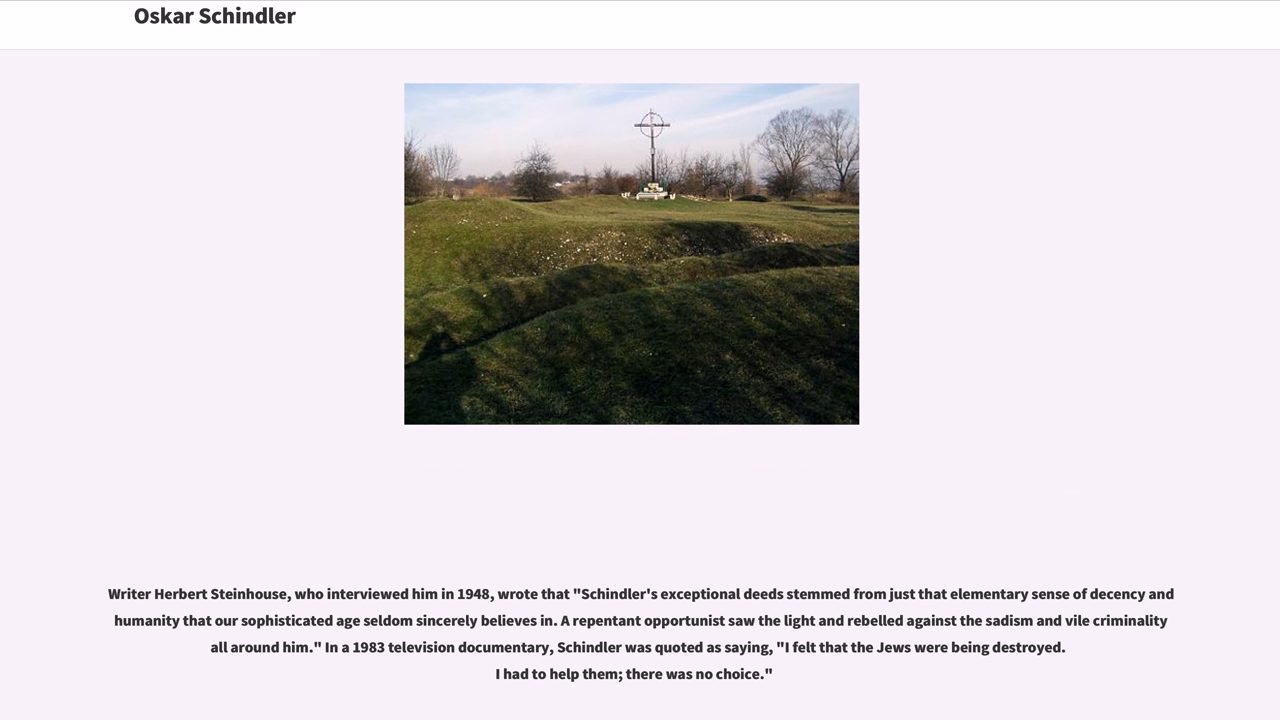 Oskar Schindler
Writer Herbert Steinhouse, who interviewed him in 1948, wrote that "Schindler's exceptional deeds stemmed from just that elementary sense of decency and
humanity that our sophisticated age seldom sincerely believes in. A repentant opportunist saw the light and rebelled against the sadism and vile criminality
all around him." In a 1983 television documentary, Schindler was quoted as saying, "I felt that the Jews were being destroyed.
I had to help them; there was no choice."